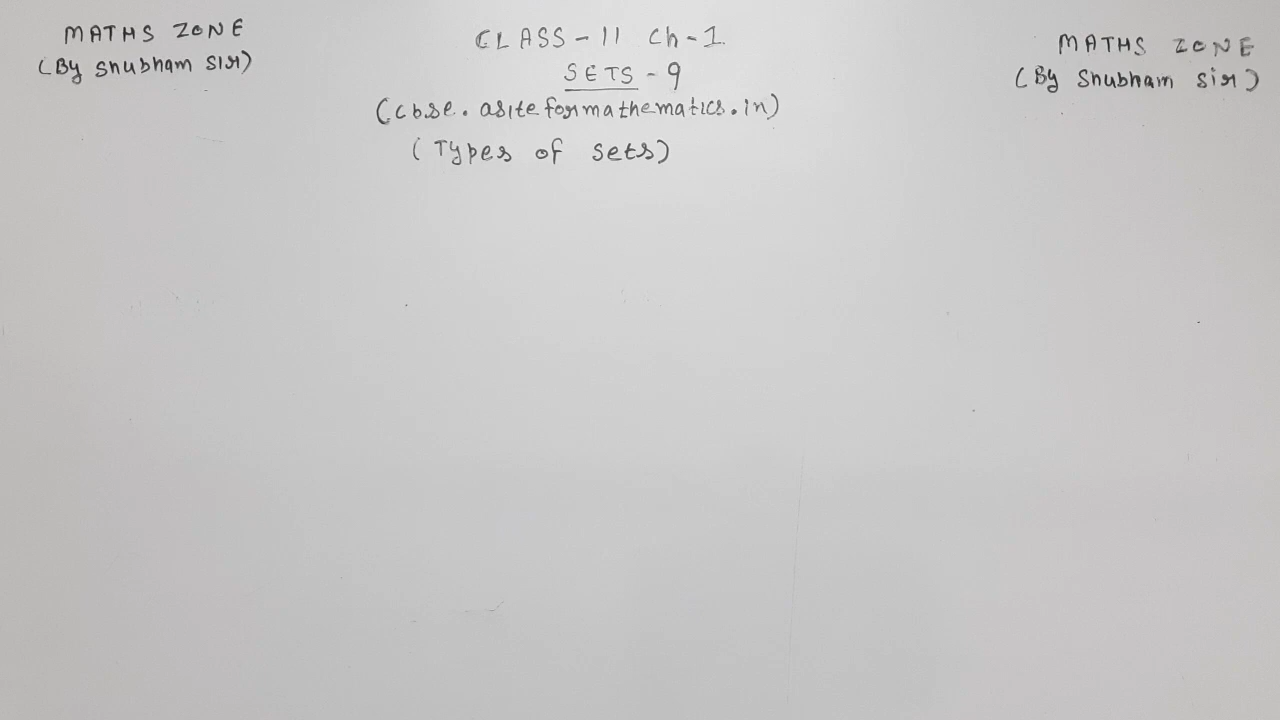 MATHS ZONE
(By Shubham sir)
CLASS-11 Ch-1.
SETS-9
(cbse.asiteformathematics.in)
(Types of sets)
MATHS ZONE
(By Shubham sir)